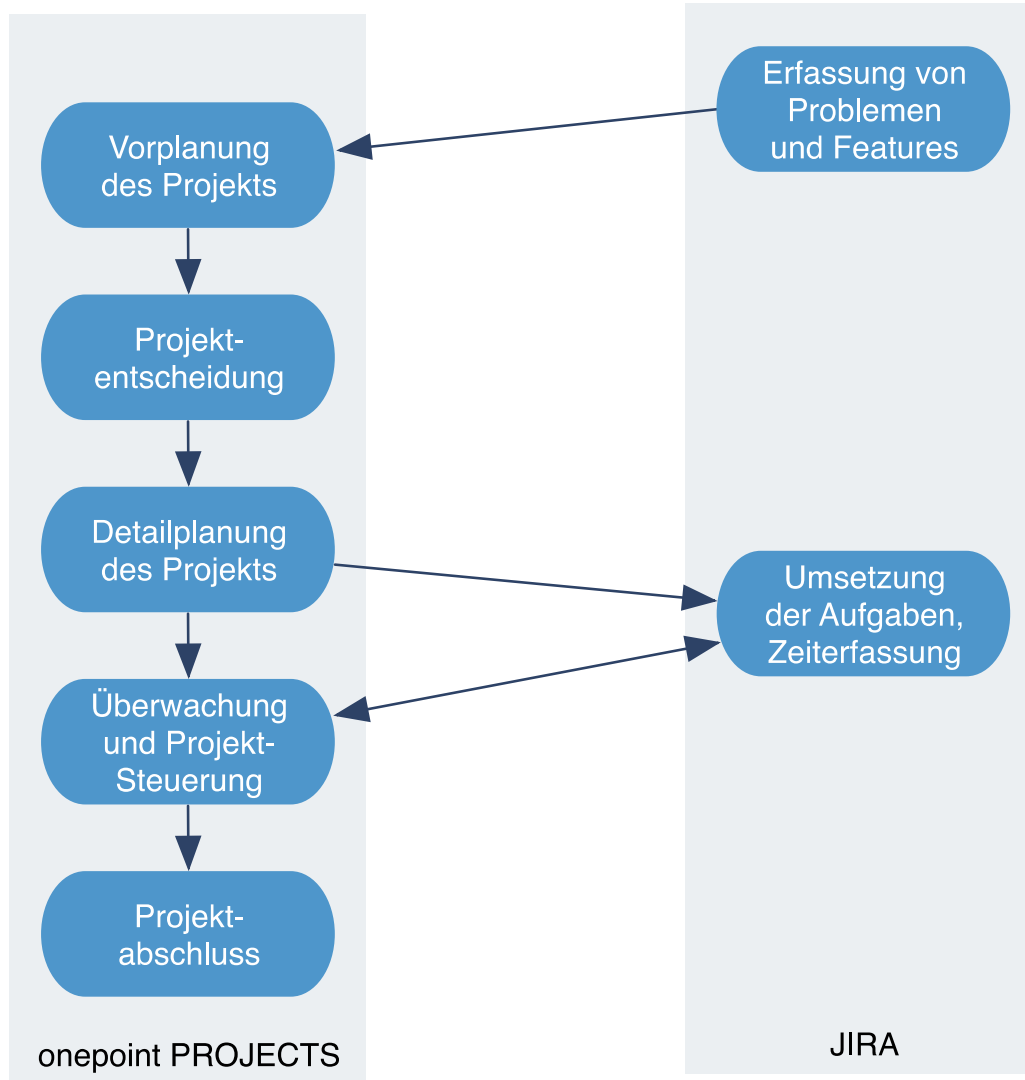 Erfassung von
Problemen
und Features
Vorplanung
des Projekts
Projekt-
entscheidung
Detailplanung
des Projekts
Umsetzung
der Aufgaben,
Zeiterfassung
Überwachung
und Projekt-
Steuerung
Projekt-
abschluss
onepoint PROJECTS
JIRA